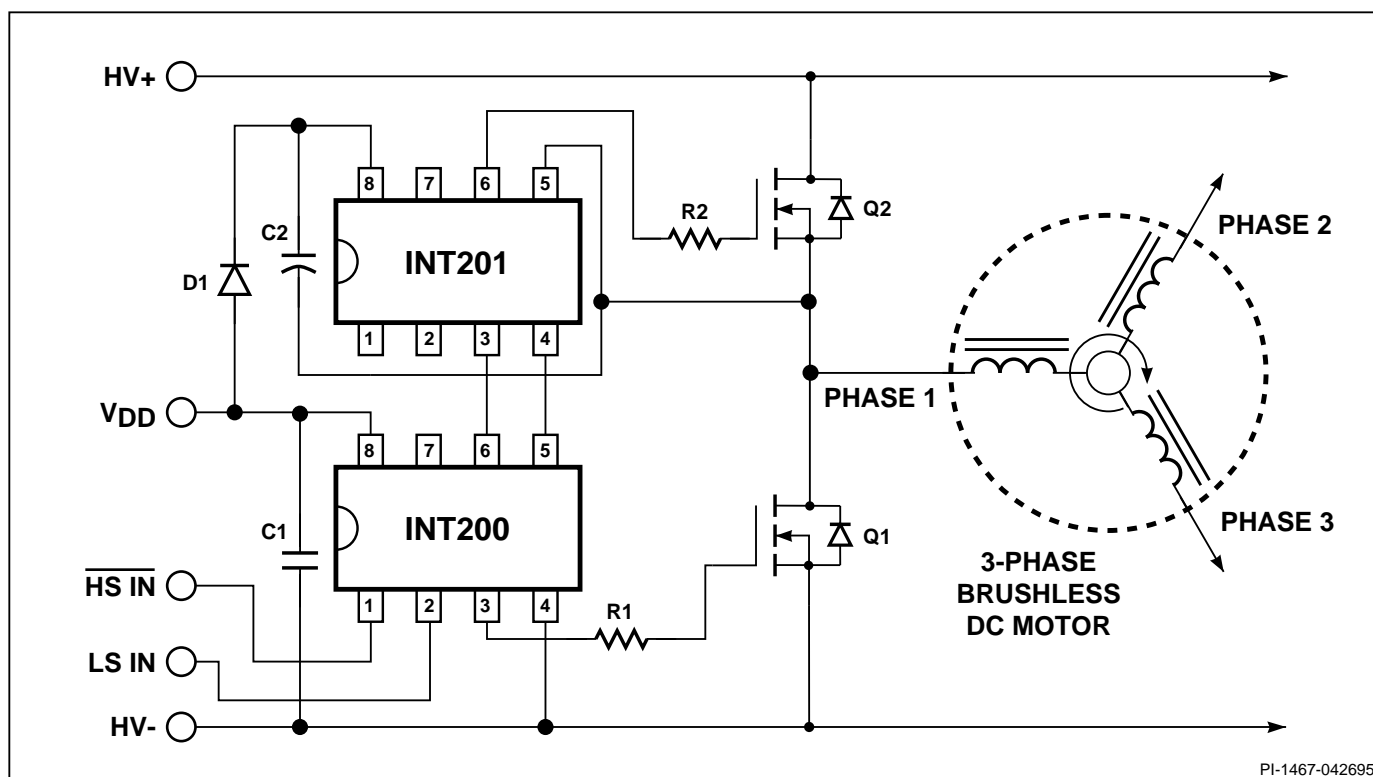 HV+
8
7
6
5
R2
Q2
PHASE 2
C2
D1
INT201
1
2
3
4
PHASE 1
VDD
8
7
6
5
C1
INT200
Q1
PHASE 3
3-PHASE
BRUSHLESS
DC MOTOR
HS IN
1
2
3
4
R1
LS IN
HV-
PI-1467-042695